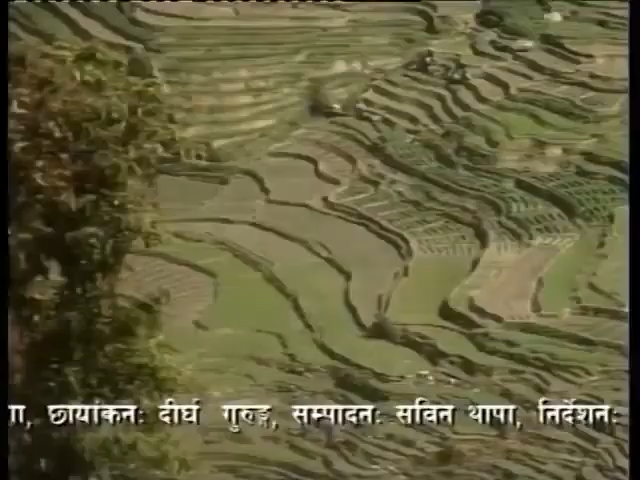 ा, छायांकनः दीर्घ गुरुङ्ग, सम्पादनः सविन थापा, निर्देशनः